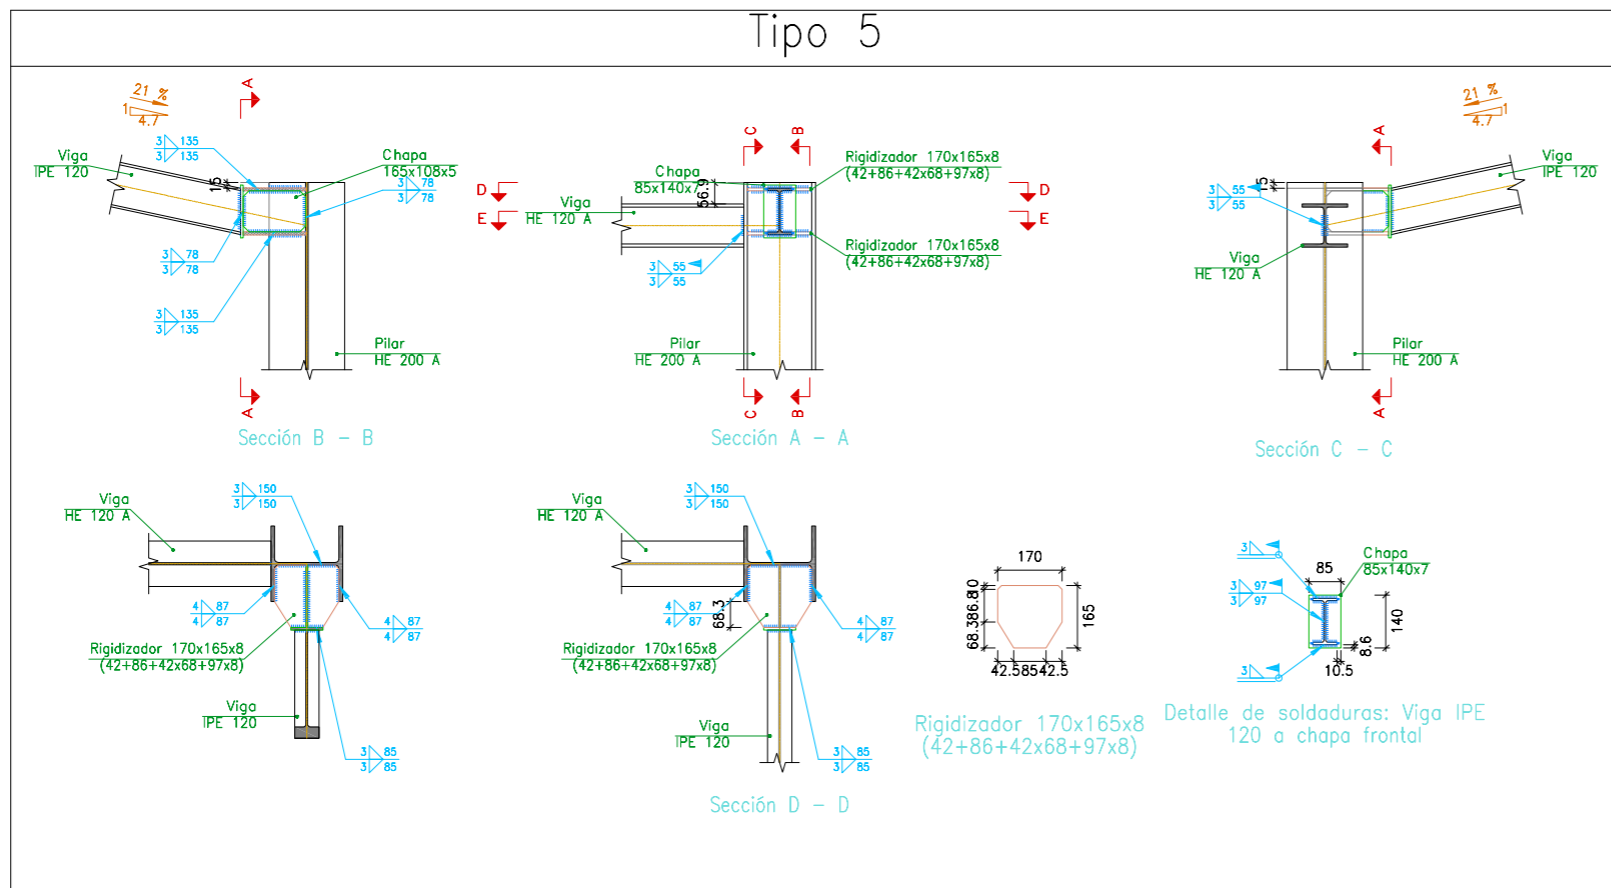 Tipo 5
21 %
1
4.7
3 135
3 135
Viga
IPE 120
15
Chapa
165x108x5
3 78
3 78
3 78
3 78
3 135
3 135
Pilar
HE 200 A
A
A
Sección B - B
C
B
Rigidizador 170x165x8
(42+86+42x68+97x8)
Chapa
85x140x7
56.9
D
D
Viga
HE 120 A
E
E
Rigidizador 170x165x8
(42+86+42x68+97x8)
3 55
3 55
Pilar
HE 200 A
C
B
Sección A - A
21 %
1
4.7
A
Viga
IPE 120
15
3 55
3 55
Viga
HE 120 A
Pilar
HE 200 A
A
Sección C - C
3 150
3 150
Viga
HE 120 A
4 87
4 87
4 87
4 87
Rigidizador 170x165x8
(42+86+42x68+97x8)
Viga
IPE 120
3 85
3 85
3 150
3 150
Viga
HE 120 A
68.3
4 87
4 87
4 87
4 87
Rigidizador 170x165x8
(42+86+42x68+97x8)
Viga
IPE 120
3 85
3 85
Sección D - D
170
10
86.8
68.3
165
42.5
85
42.5
Rigidizador 170x165x8
(42+86+42x68+97x8)
3
85
Chapa
85x140x7
3 97
3 97
140
8.6
3
10.5
Detalle de soldaduras: Viga IPE
120 a chapa frontal